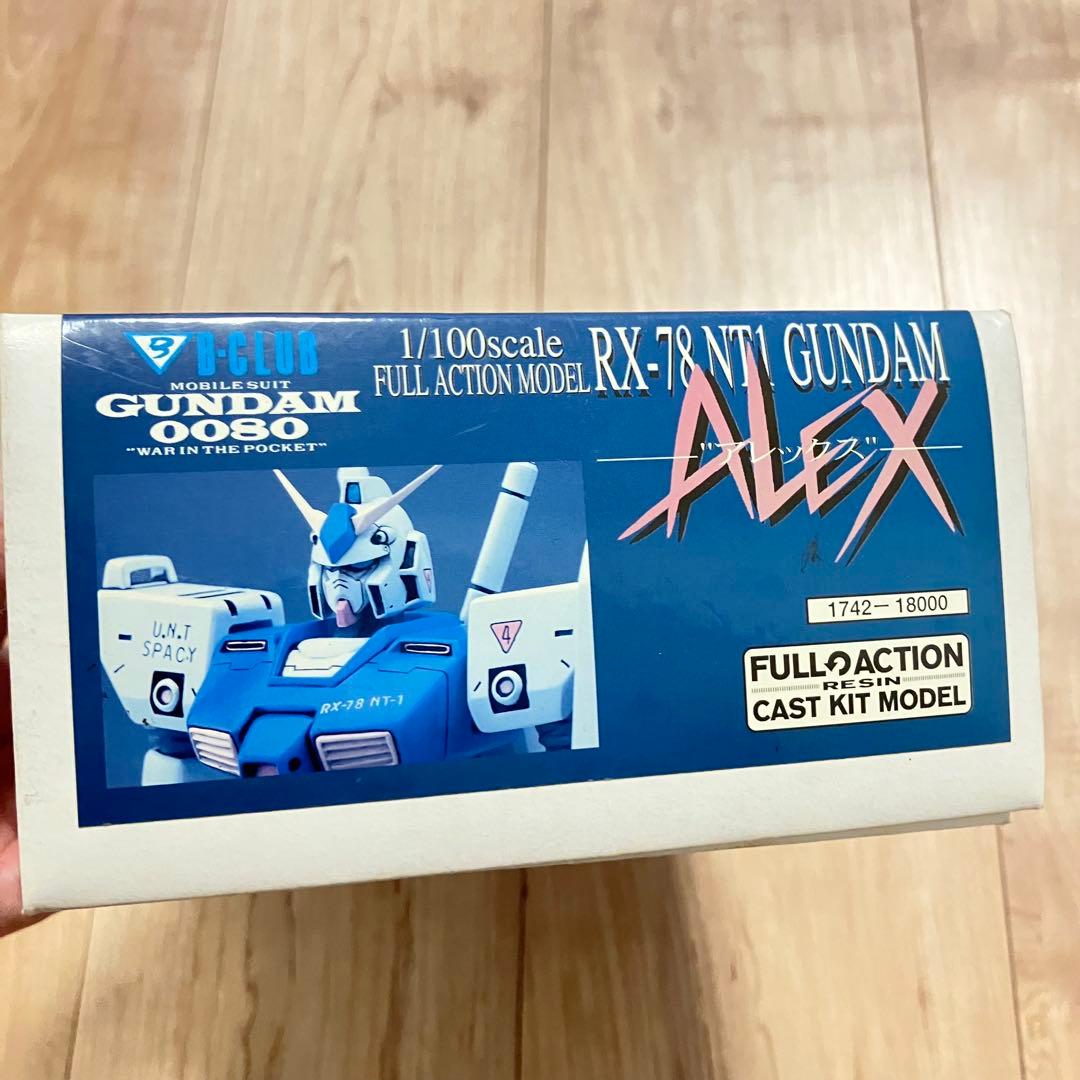 B B-CLUB
MOBILE SUIT
GUNDAM
0080
"WAR IN THE POCKET"
1/100scale
FULL ACTION MODEL
RX-78 NT1 GUNDAM
ALEX
"アレックス"
1742-18000
FULL ACTION
RESIN
CAST KIT MODEL
U.N.T
SPACY
4
RX-78 NT-1